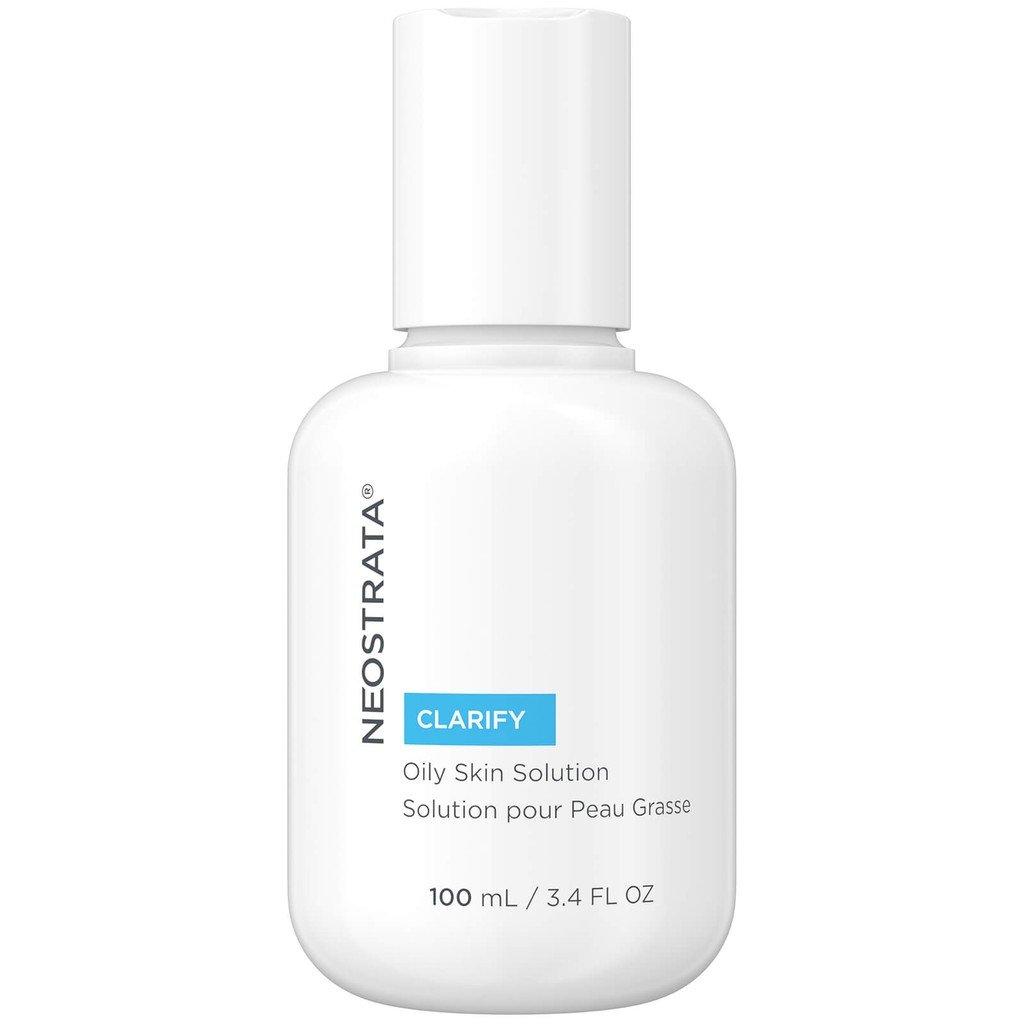 NEOSTRATA®
CLARIFY
Oily Skin Solution
Solution pour Peau Grasse
100 mL / 3.4 FL OZ